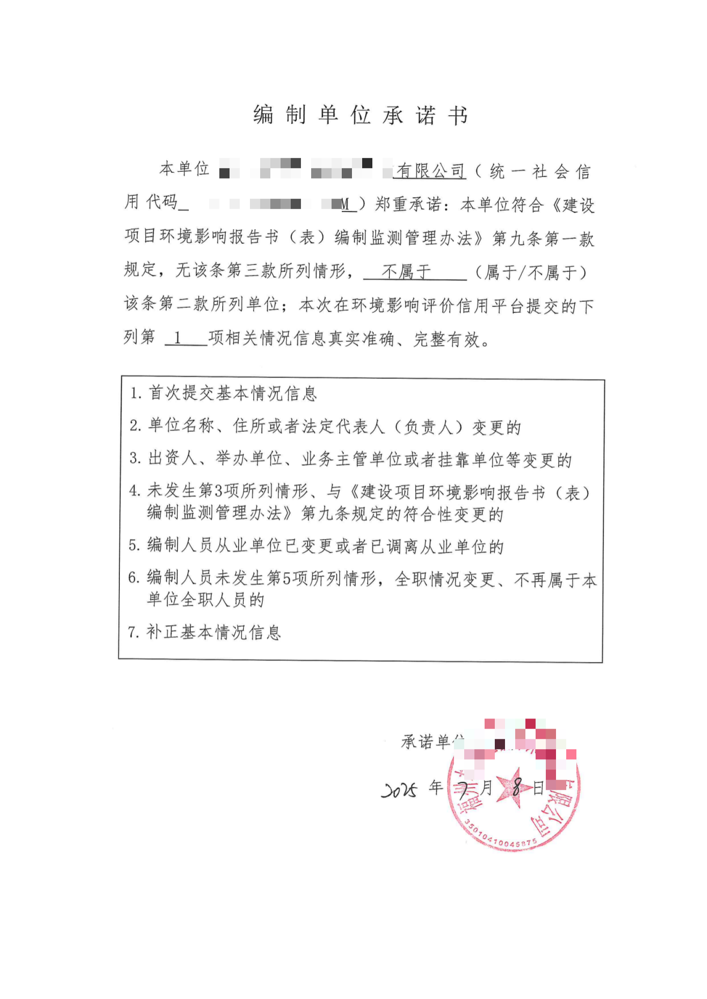 编制单位承诺书
本单位 有限公司（统一社会信
用代码 M ）郑重承诺：本单位符合《建设
项目环境影响报告书（表）编制监测管理办法》第九条第一款
规定，无该条第三款所列情形， 不属于 （属于/不属于）
该条第二款所列单位；本次在环境影响评价信用平台提交的下
列第 1 项相关情况信息真实准确、完整有效。
1. 首次提交基本情况信息
2. 单位名称、住所或者法定代表人（负责人）变更的
3. 出资人、举办单位、业务主管单位或者挂靠单位等变更的
4. 未发生第3项所列情形、与《建设项目环境影响报告书（表）
编制监测管理办法》第九条规定的符合性变更的
5. 编制人员从业单位已变更或者已调离从业单位的
6. 编制人员未发生第5项所列情形，全职情况变更、不再属于本
单位全职人员的
7. 补正基本情况信息
承诺单位
2025 年 7 月 8 日
福州 限公司
35010410045875